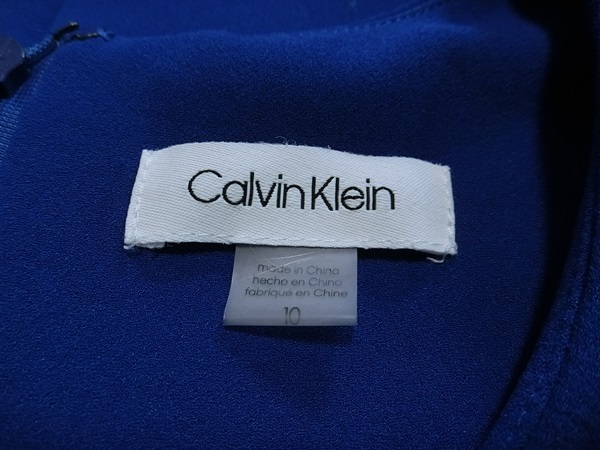 Calvin Klein
made in China
hecho en China
fabrique en Chine
10